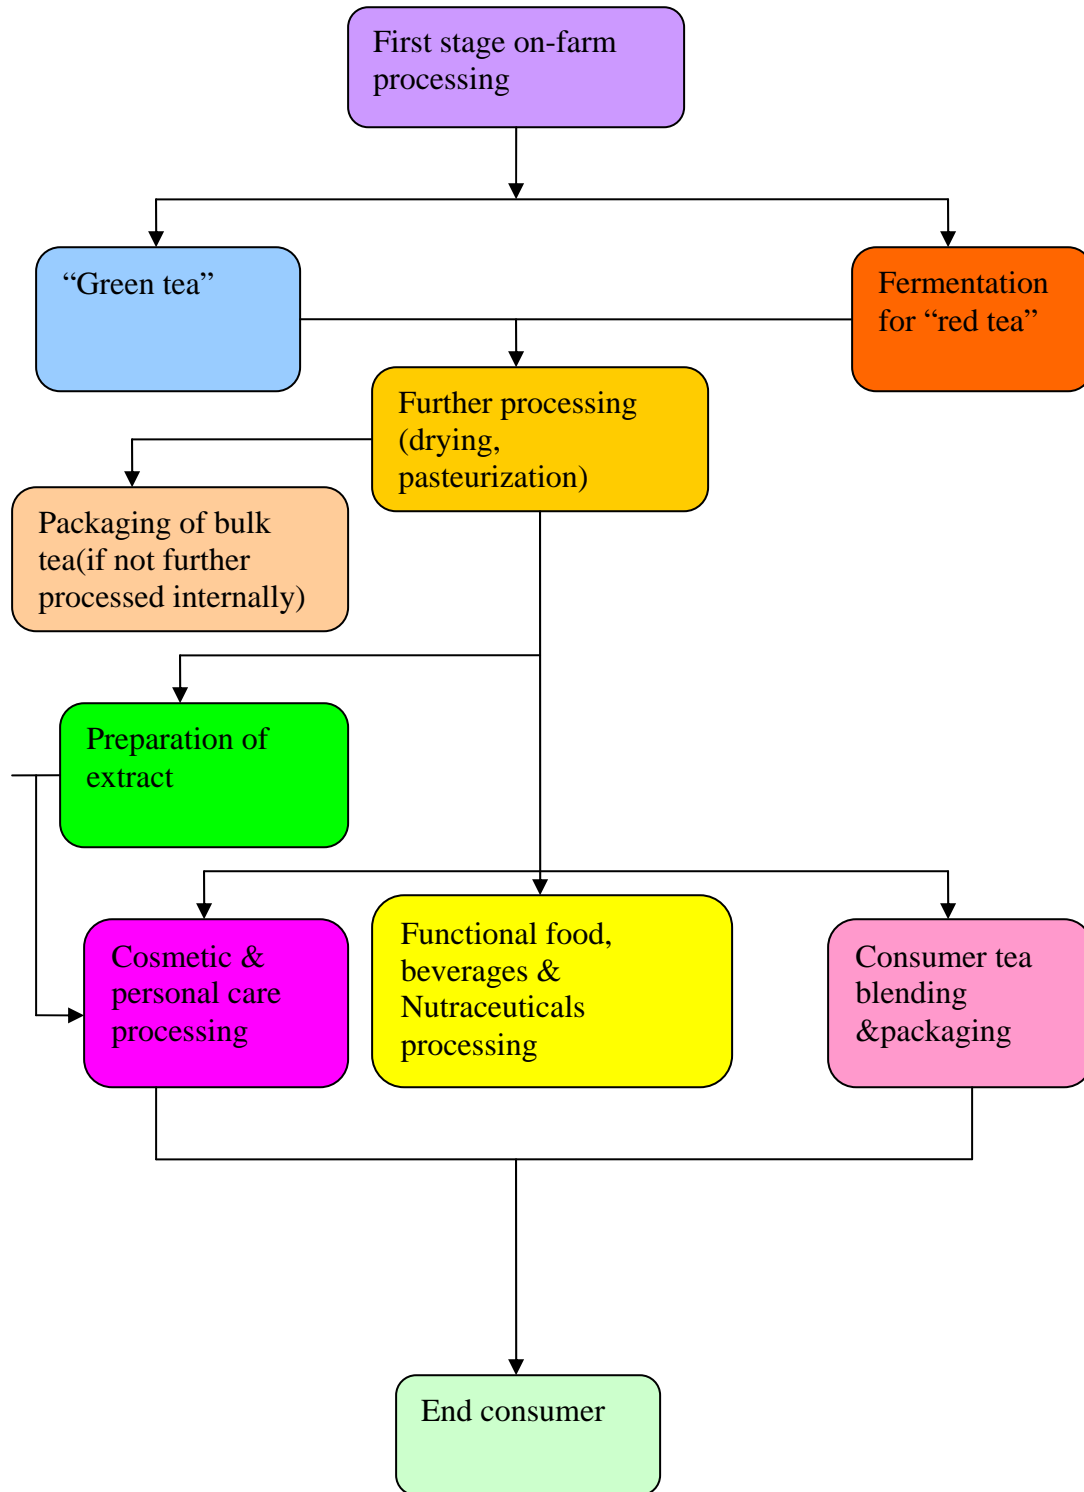 First stage on-farm
processing
“Green tea”
Fermentation
for “red tea”
Further processing
(drying,
pasteurization)
Packaging of bulk
tea(if not further
processed internally)
Preparation of
extract
Cosmetic &
personal care
processing
Functional food,
beverages &
Nutraceuticals
processing
Consumer tea
blending
&packaging
End consumer